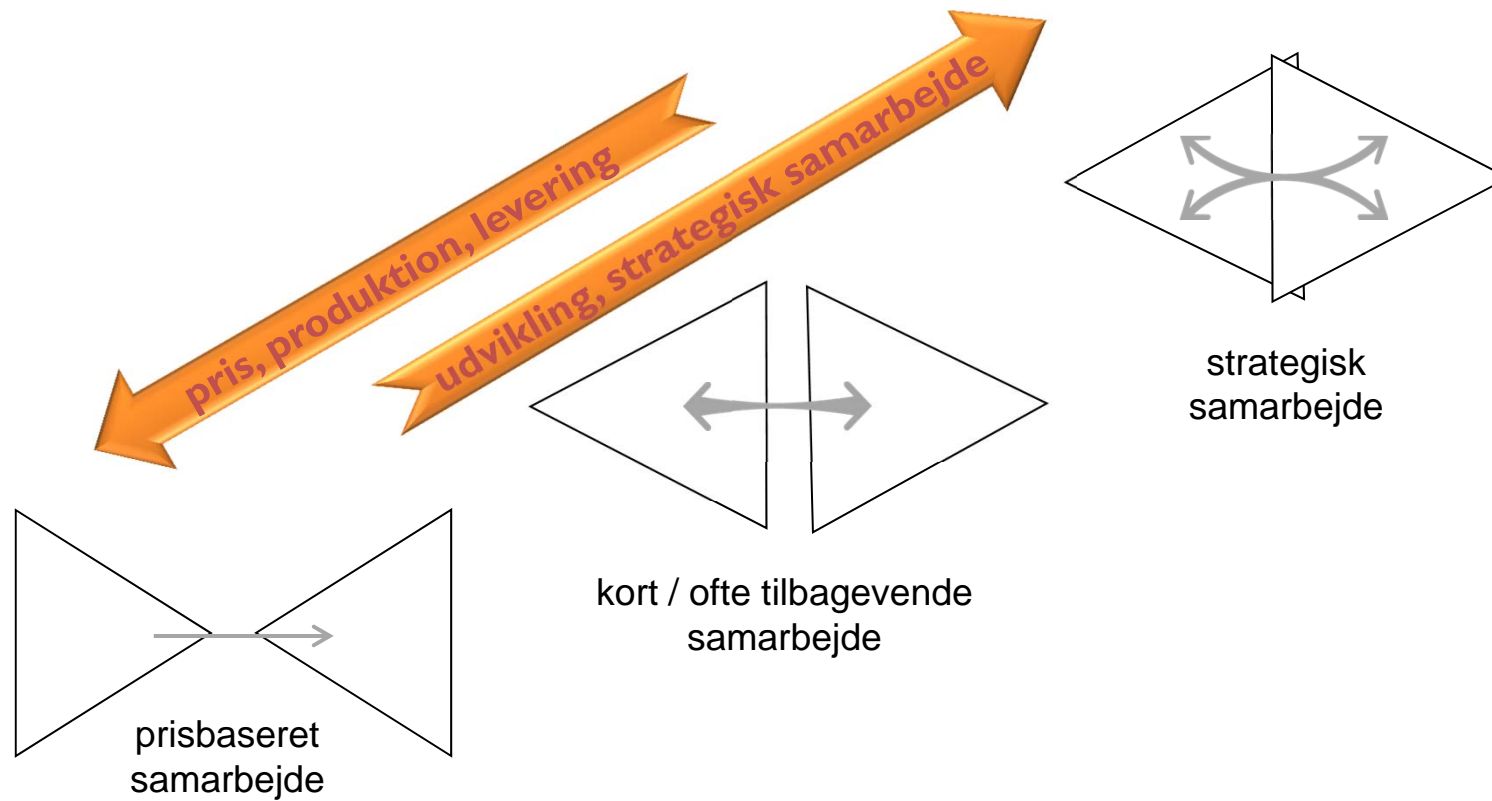 pris, produktion, levering
udvikling, strategisk samarbejde
strategisk
samarbejde
kort / ofte tilbagevende
samarbejde
prisbaseret
samarbejde